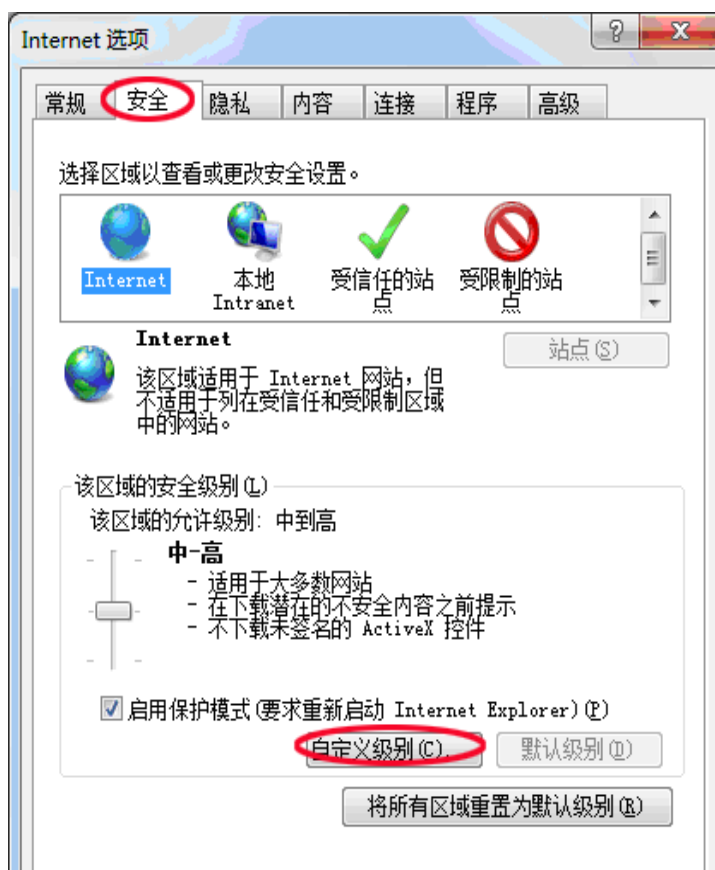 Internet 选项
常规 安全 隐私 内容 连接 程序 高级
选择区域以查看或更改安全设置。
Internet
本地
Intranet
受信任的站
点
受限制的站
点
Internet
站点(S)
该区域适用于 Internet 网站，但
不适用于列在受信任和受限制区域
中的网站。
该区域的安全级别(L)
该区域的允许级别: 中到高
中-高
- 适用于大多数网站
- 在下载潜在的不安全内容之前提示
- 不下载未签名的 ActiveX 控件
启用保护模式(要求重新启动 Internet Explorer)(P)
自定义级别(C)..
默认级别(D)
将所有区域重置为默认级别(R)